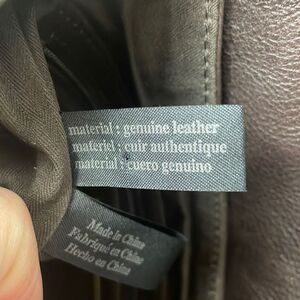 material : genuine leather
materiel : cuir authentique
material : cuero genuino
Made in China
Fabriqué en Chine
Hecho en China